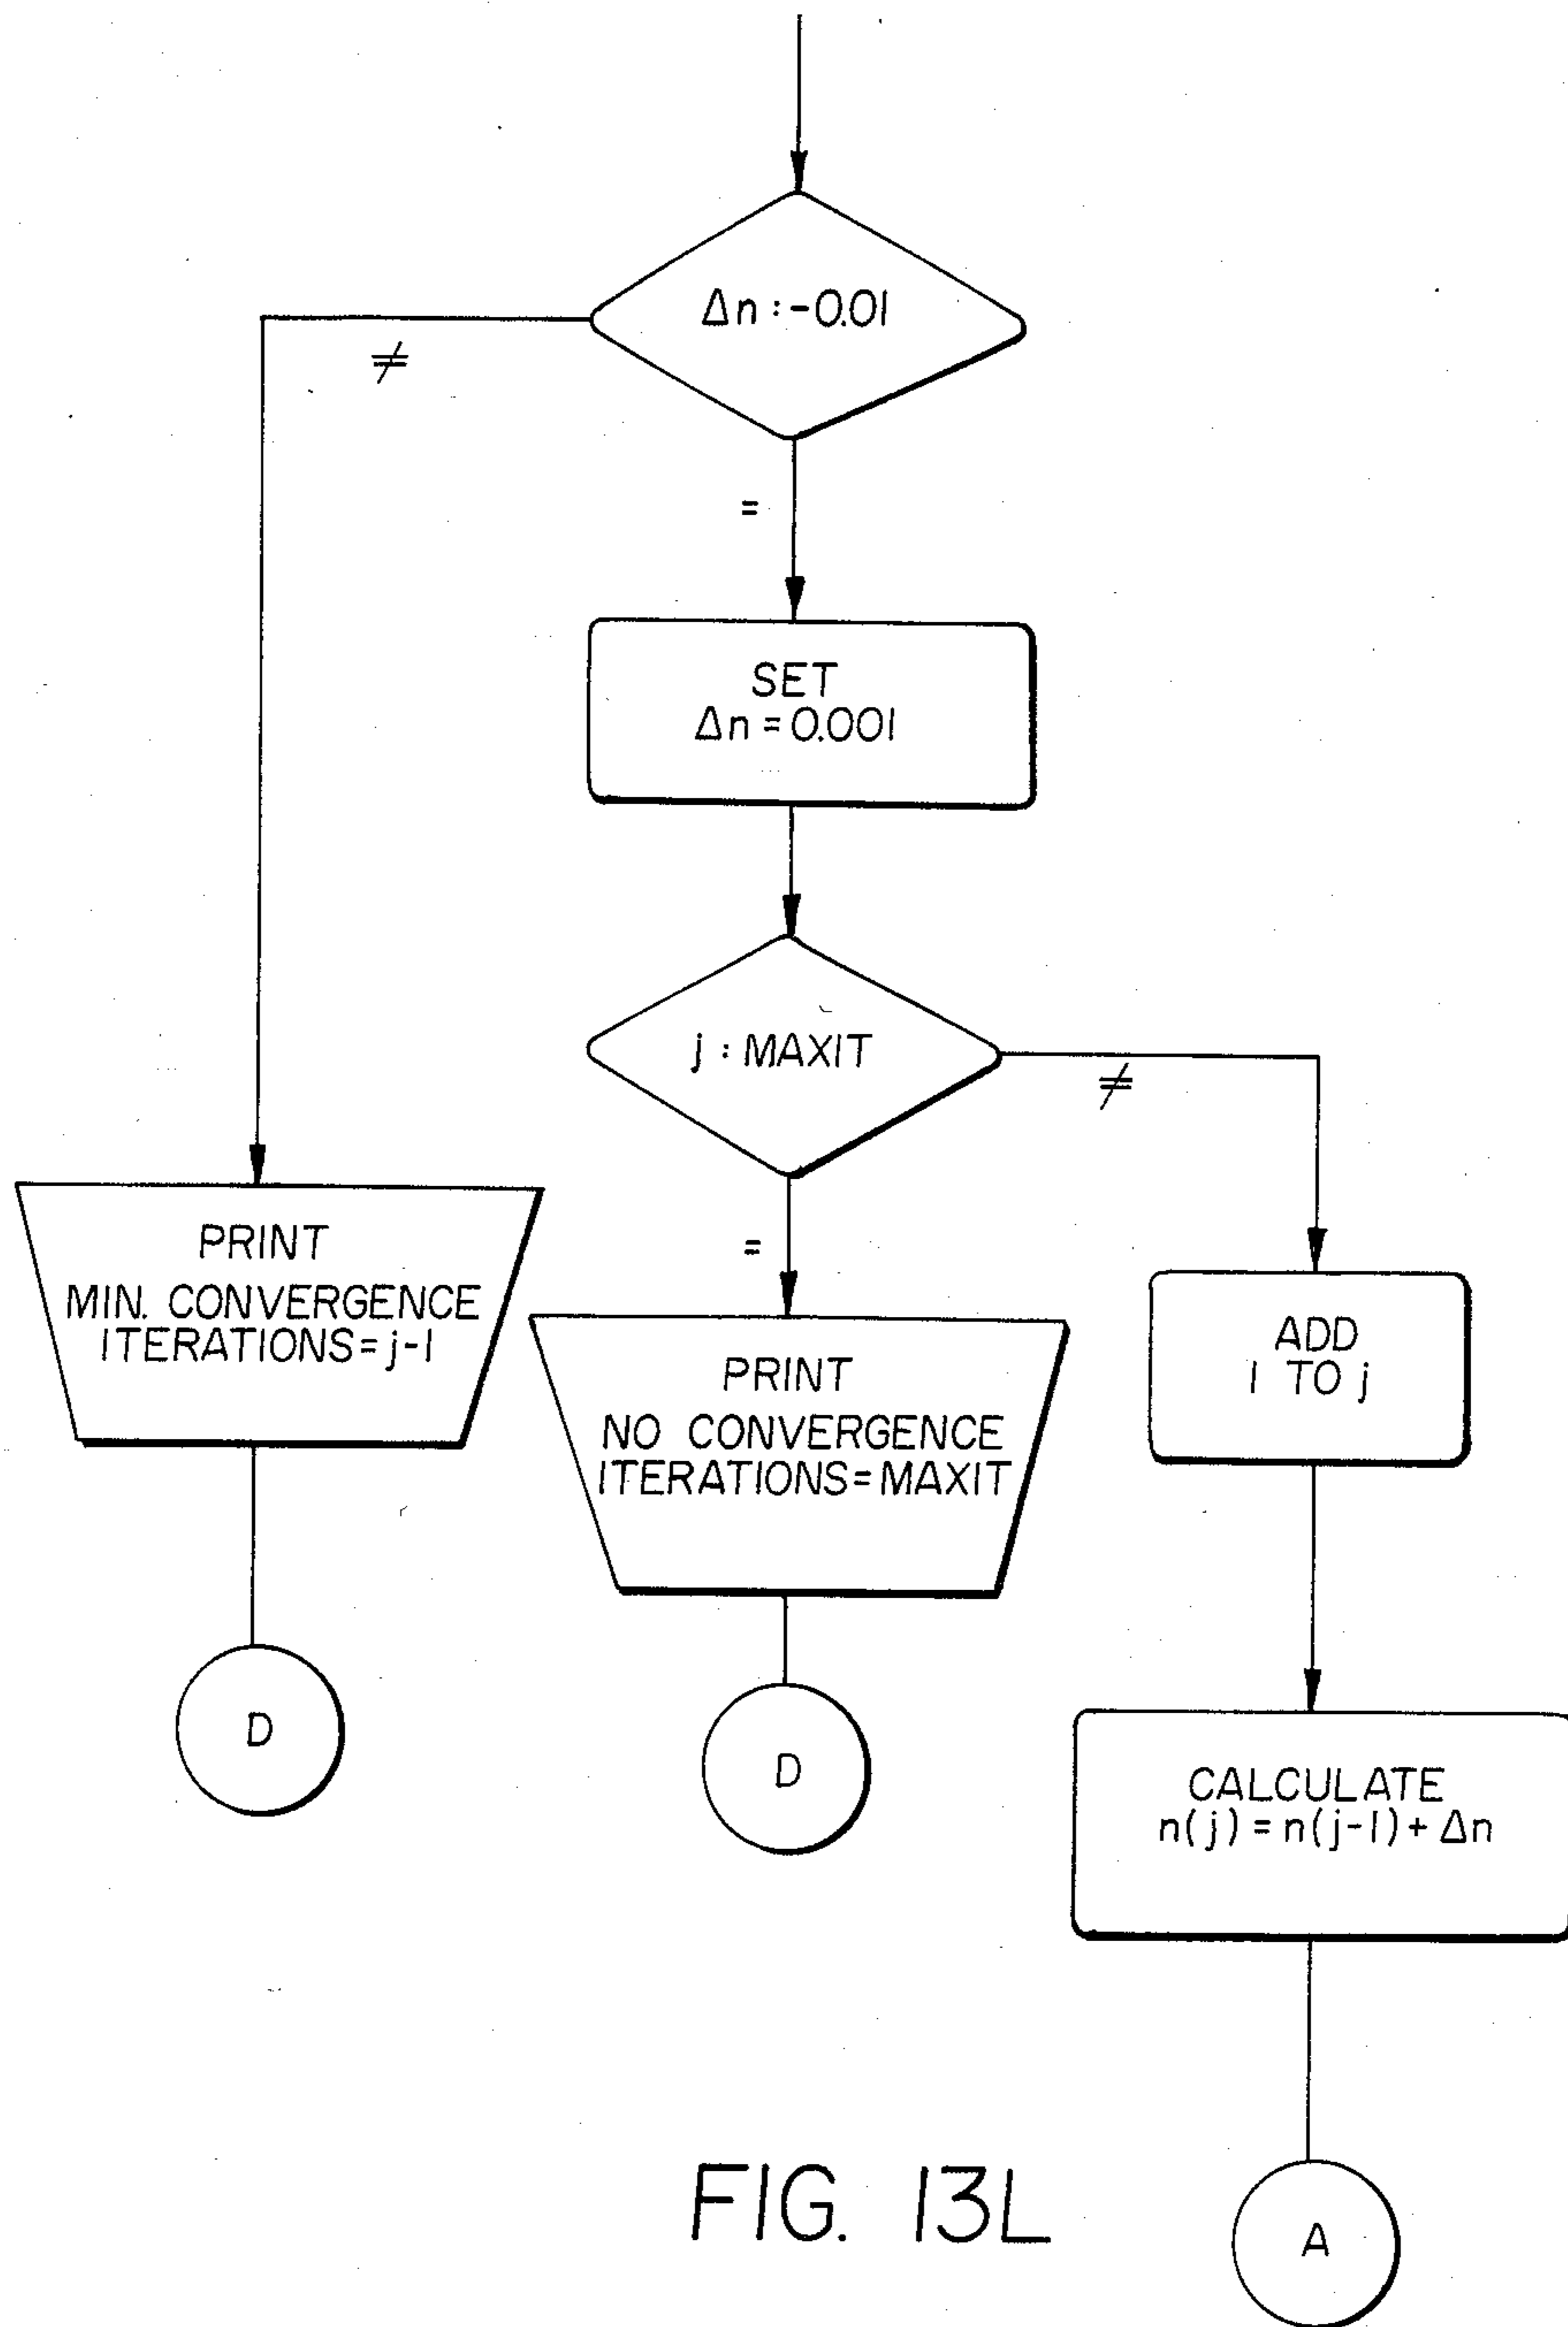 Δn : -0.01
≠
=
SET
Δn = 0.001
j : MAXIT
≠
=
PRINT
MIN. CONVERGENCE
ITERATIONS = j-1
PRINT
NO CONVERGENCE
ITERATIONS = MAXIT
ADD
1 TO j
D
D
CALCULATE
n(j) = n(j-1) + Δn
A
FIG. 13L